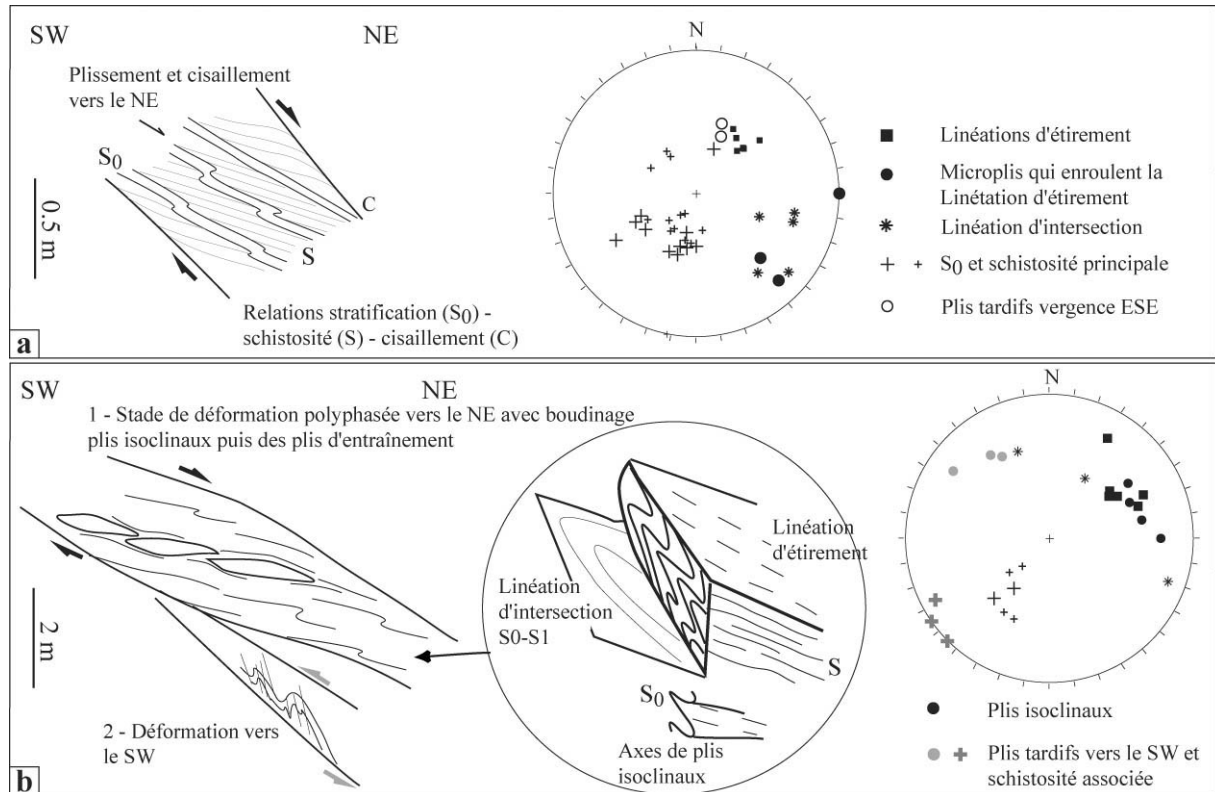 SW
NE
Plissement et cisaillement
vers le NE
S0
C
S
0.5 m
Relations stratification (S0) -
schistosité (S) - cisaillement (C)
a
N
Linéations d'étirement
Microplis qui enroulent la
Linétation d'étirement
Linéation d'intersection
S0 et schistosité principale
Plis tardifs vergence ESE
SW
NE
1 - Stade de déformation polyphasée vers le NE avec boudinage
plis isoclinaux puis des plis d'entraînement
2 m
2 - Déformation vers
le SW
b
Linéation
d'étirement
Linéation
d'intersection
S0-S1
S
S0
Axes de plis
isoclinaux
N
Plis isoclinaux
Plis tardifs vers le SW et
schistosité associée